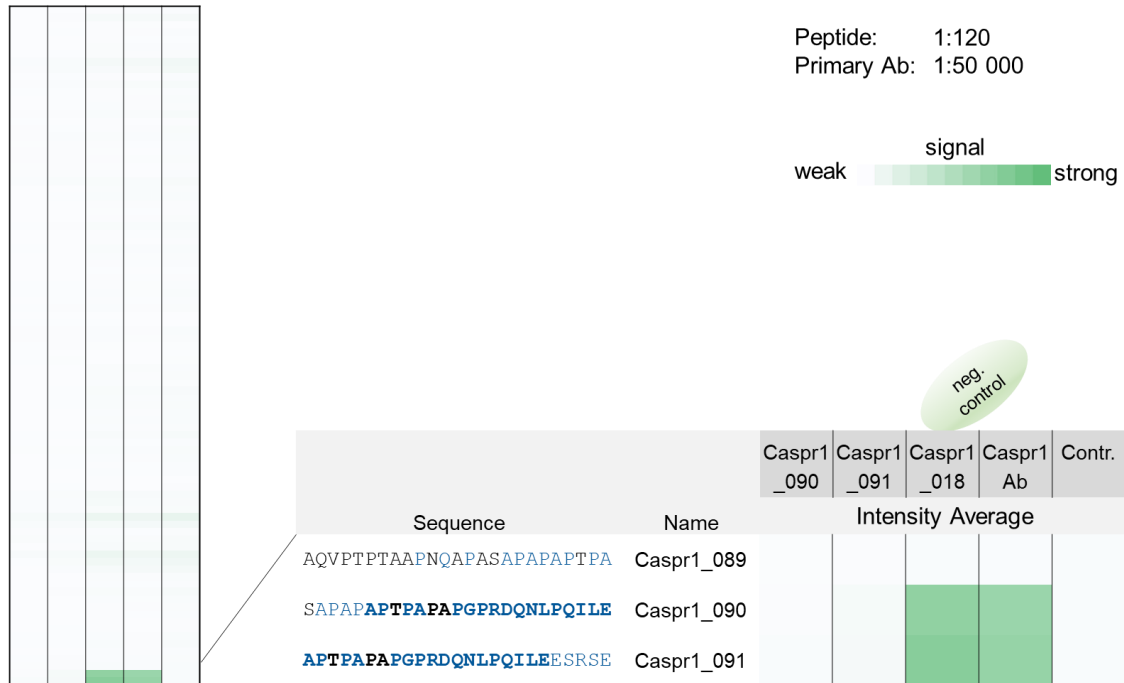 Peptide: 1:120
Primary Ab: 1:50 000
signal
weak strong
neg.
control
Caspr1 Caspr1 Caspr1 Caspr1 Contr.
_090 _091 _018 Ab
Sequence Name Intensity Average
AQVPTPTAAPNQAPASAPAPAPTPA Caspr1_089
SAPAPAPTPAPAPGPRDQNLPQILE Caspr1_090
APTPAPAPGPRDQNLPQILEESRSE Caspr1_091